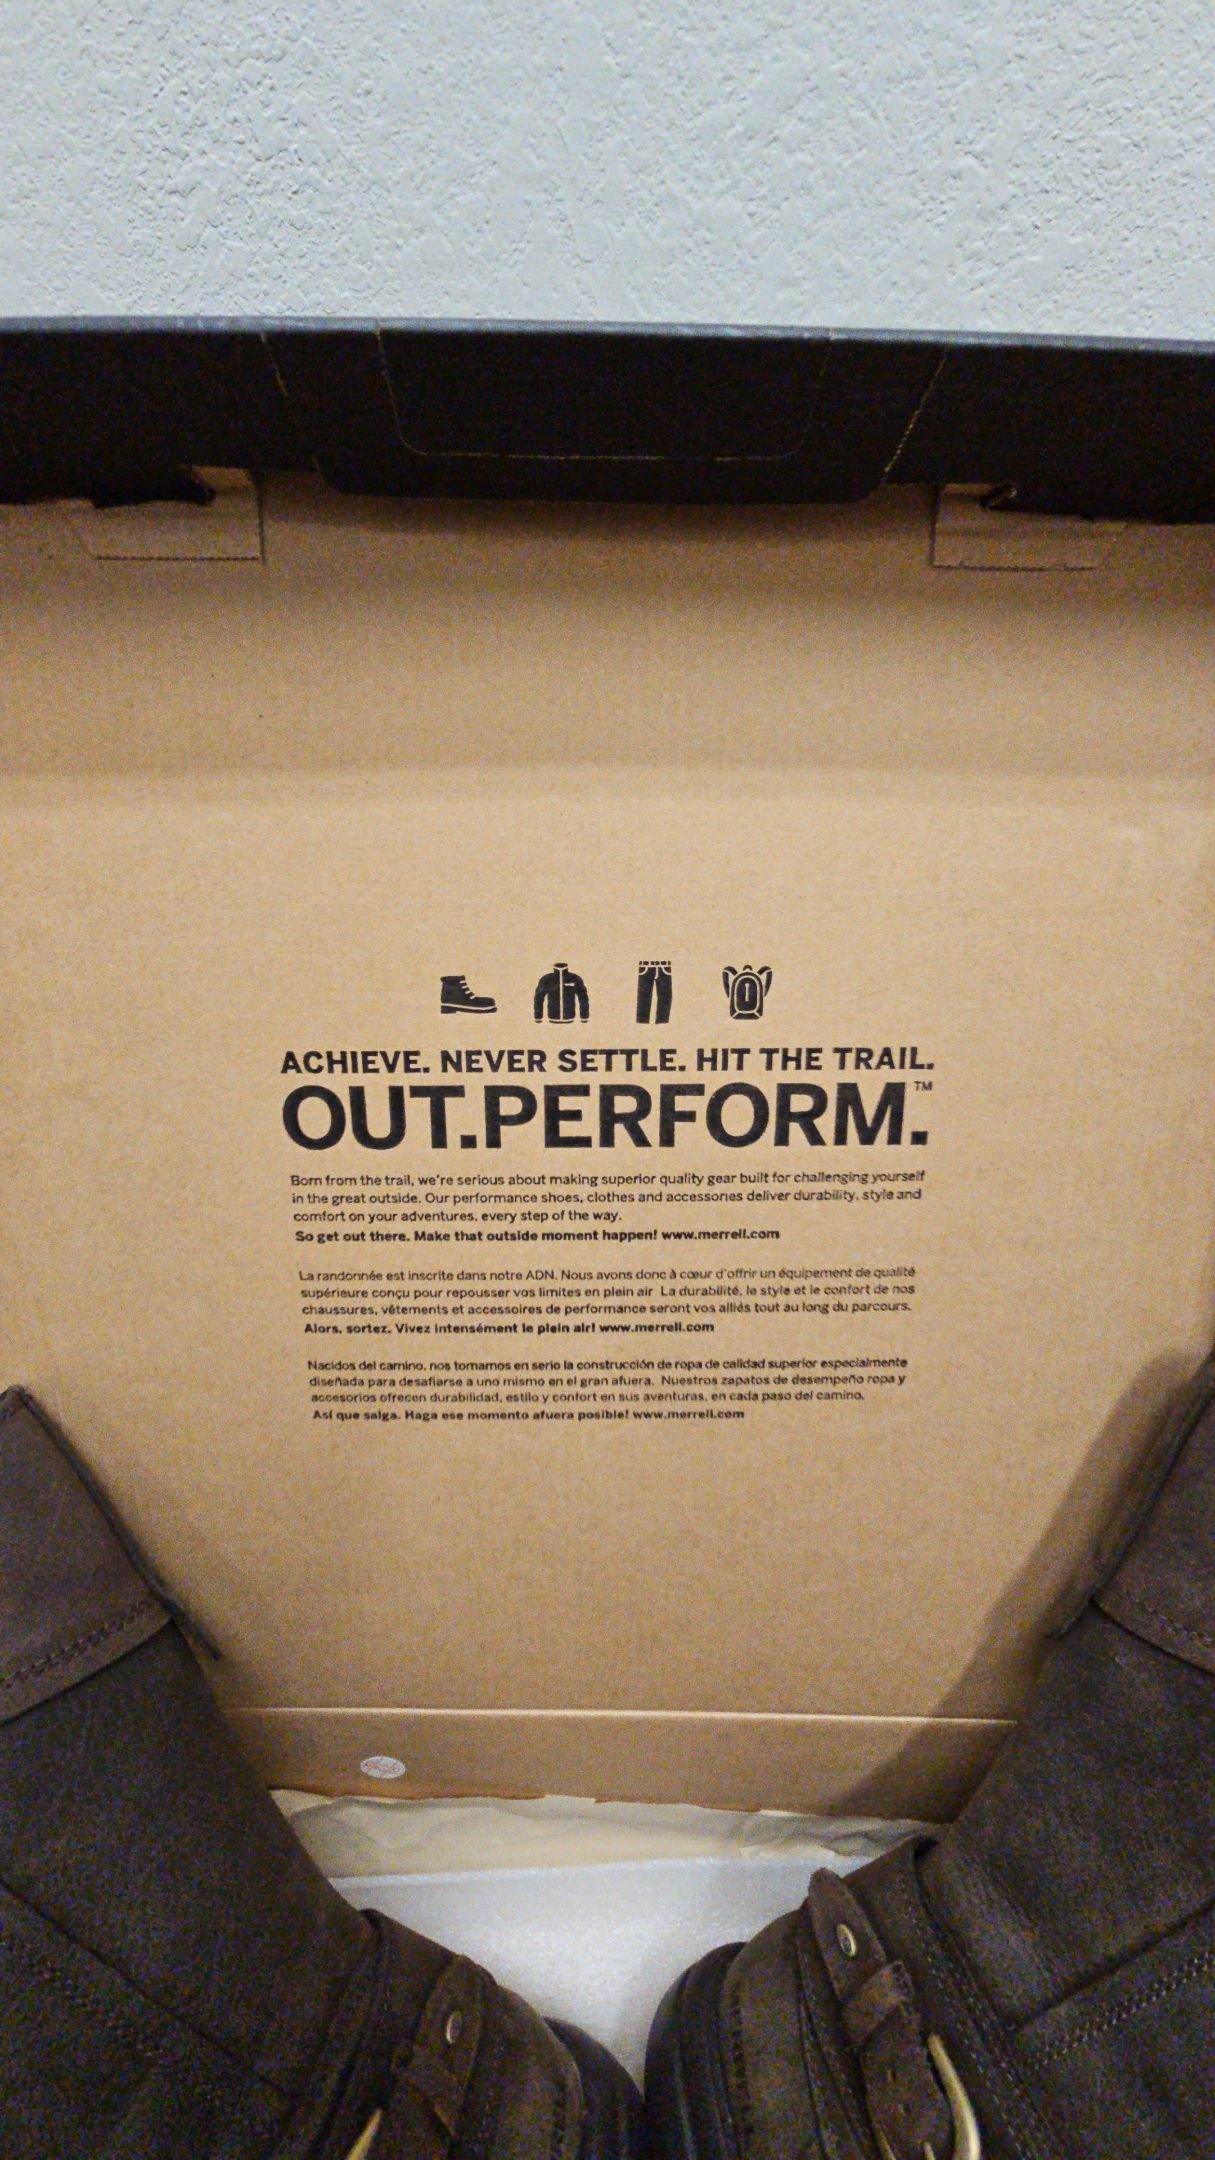 ACHIEVE. NEVER SETTLE. HIT THE TRAIL.
OUT.PERFORM.™
Born from the trail, we're serious about making superior quality gear built for challenging yourself
in the great outside. Our performance shoes, clothes and accessories deliver durability, style and
comfort on your adventures, every step of the way.
So get out there. Make that outside moment happen! www.merrell.com
La randonnée est inscrite dans notre ADN. Nous avons donc à cœur d'offrir un équipement de qualité
supérieure conçu pour repousser vos limites en plein air La durabilité, le style et le confort de nos
chaussures, vêtements et accessoires de performance seront vos alliés tout au long du parcours.
Alors, sortez. Vivez intensément le plein air! www.merrell.com
Nacidos del camino, nos tomamos en serio la construcción de ropa de calidad superior especialmente
diseñada para desafiarse a uno mismo en el gran afuera. Nuestros zapatos de desempeño ropa y
accesorios ofrecen durabilidad, estilo y confort en sus aventuras, en cada paso del camino.
Así que salga. Haga ese momento afuera posible! www.merrell.com